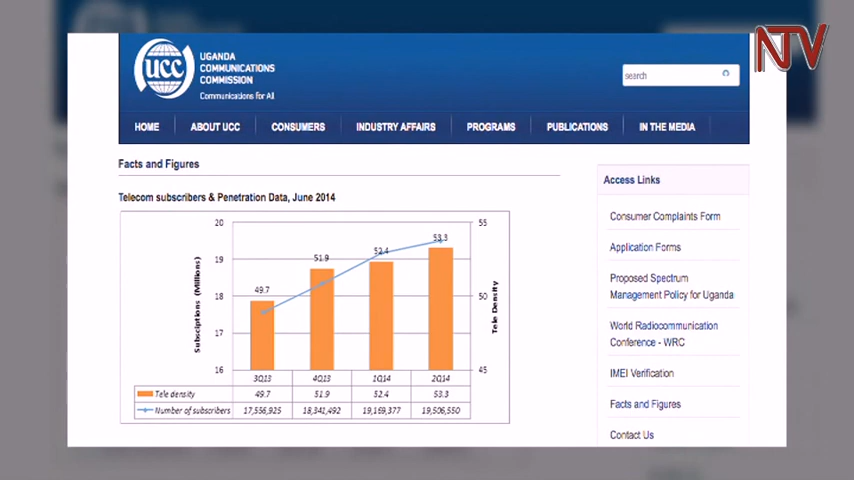 NTV
UCC
UGANDA
COMMUNICATIONS
COMMISSION
Communications for All
search
HOME
ABOUT UCC
CONSUMERS
INDUSTRY AFFAIRS
PROGRAMS
PUBLICATIONS
IN THE MEDIA
Facts and Figures
Telecom subscribers & Penetration Data, June 2014
20
19
18
17
16
Subsciptions (Millions)
49.7
51.9
52.4
53.3
55
50
45
Tele Density
3Q13 4Q13 1Q14 2Q14
Tele density 49.7 51.9 52.4 53.3
Number of subscribers 17,556,925 18,341,492 19,169,377 19,506,550
Access Links
Consumer Complaints Form
Application Forms
Proposed Spectrum
Management Policy for Uganda
World Radiocommunication
Conference - WRC
IMEI Verification
Facts and Figures
Contact Us